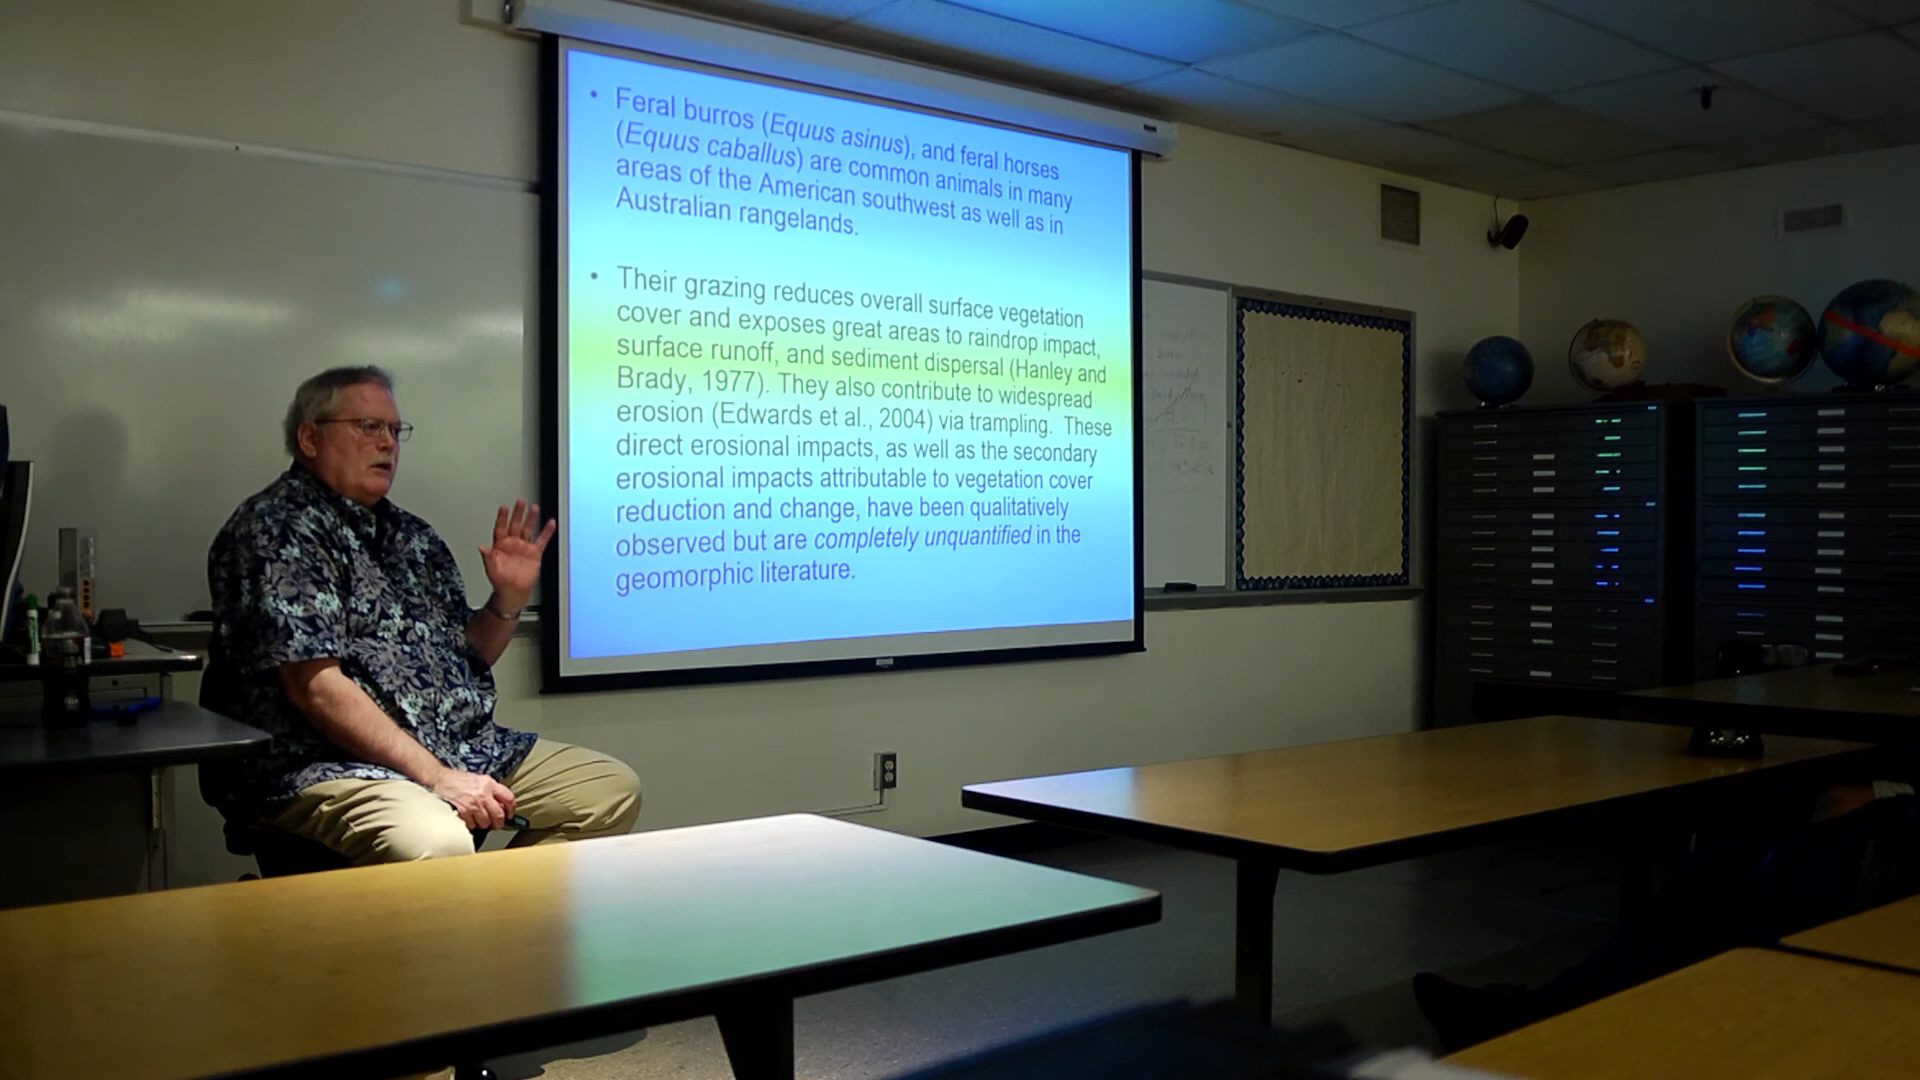 • Feral burros (Equus asinus), and feral horses
(Equus caballus) are common animals in many
areas of the American southwest as well as in
Australian rangelands.
• Their grazing reduces overall surface vegetation
cover and exposes great areas to raindrop impact,
surface runoff, and sediment dispersal (Hanley and
Brady, 1977). They also contribute to widespread
erosion (Edwards et al., 2004) via trampling. These
direct erosional impacts, as well as the secondary
erosional impacts attributable to vegetation cover
reduction and change, have been qualitatively
observed but are completely unquantified in the
geomorphic literature.